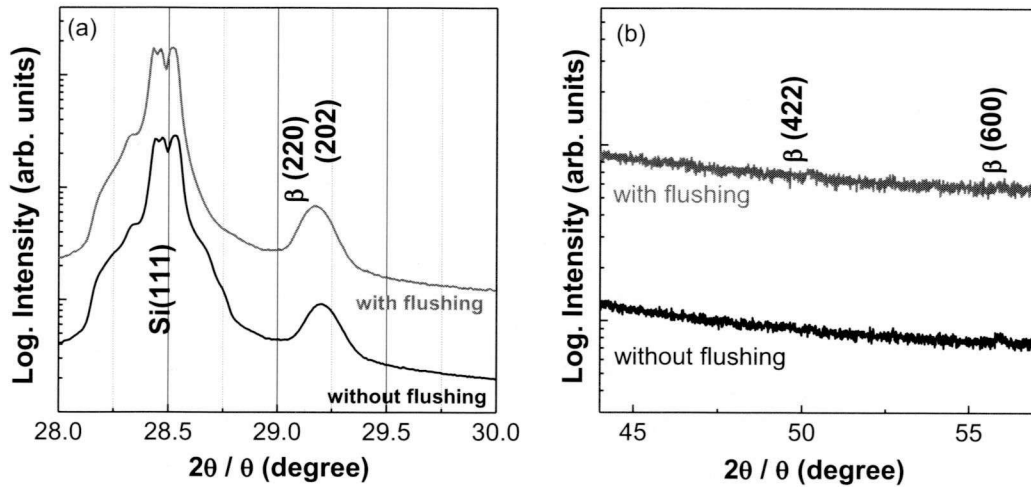 (a)
Log. Intensity (arb. units)
Si(111)
β (220)
(202)
with flushing
without flushing
28.0 28.5 29.0 29.5 30.0
2θ / θ (degree)
(b)
Log. Intensity (arb. units)
β (422)
β (600)
with flushing
without flushing
45 50 55
2θ / θ (degree)